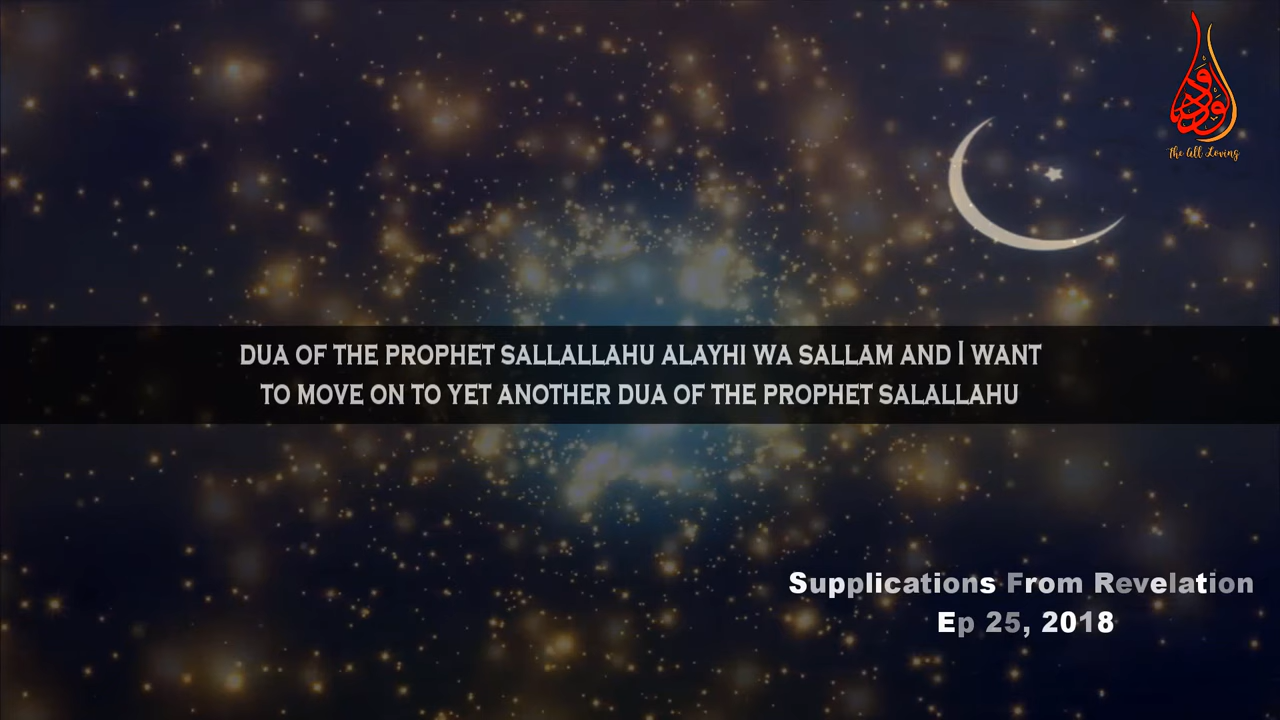 الودود
The All Loving
DUA OF THE PROPHET SALLALLAHU ALAYHI WA SALLAM AND I WANT
TO MOVE ON TO YET ANOTHER DUA OF THE PROPHET SALALLAHU
Supplications From Revelation
Ep 25, 2018